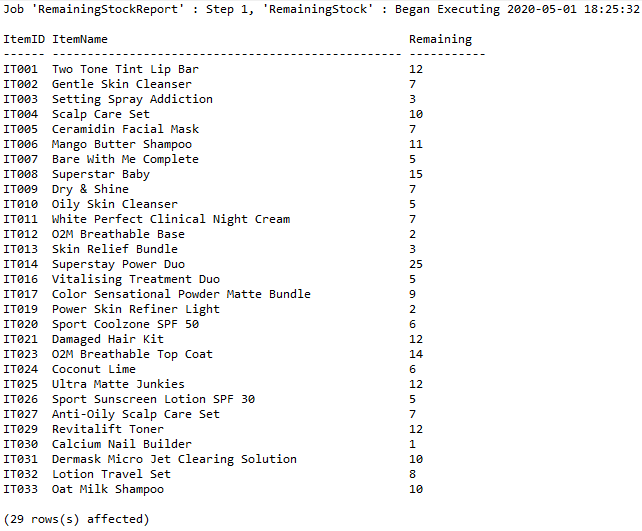 Job 'RemainingStockReport' : Step 1, 'RemainingStock' : Began Executing 2020-05-01 18:25:32
ItemID ItemName                                           Remaining
------ -------------------------------------------------- -----------
IT001  Two Tone Tint Lip Bar                              12
IT002  Gentle Skin Cleanser                               7
IT003  Setting Spray Addiction                            3
IT004  Scalp Care Set                                     10
IT005  Ceramidin Facial Mask                              7
IT006  Mango Butter Shampoo                               11
IT007  Bare With Me Complete                              5
IT008  Superstar Baby                                     15
IT009  Dry & Shine                                        7
IT010  Oily Skin Cleanser                                 5
IT011  White Perfect Clinical Night Cream                 7
IT012  O2M Breathable Base                                2
IT013  Skin Relief Bundle                                 3
IT014  Superstay Power Duo                                25
IT016  Vitalising Treatment Duo                           5
IT017  Color Sensational Powder Matte Bundle              9
IT019  Power Skin Refiner Light                           2
IT020  Sport Coolzone SPF 50                              6
IT021  Damaged Hair Kit                                   12
IT023  O2M Breathable Top Coat                            14
IT024  Coconut Lime                                       6
IT025  Ultra Matte Junkies                                12
IT026  Sport Sunscreen Lotion SPF 30                      5
IT027  Anti-Oily Scalp Care Set                           7
IT029  Revitalift Toner                                   12
IT030  Calcium Nail Builder                               1
IT031  Dermask Micro Jet Clearing Solution                10
IT032  Lotion Travel Set                                  8
IT033  Oat Milk Shampoo                                   10
(29 rows(s) affected)